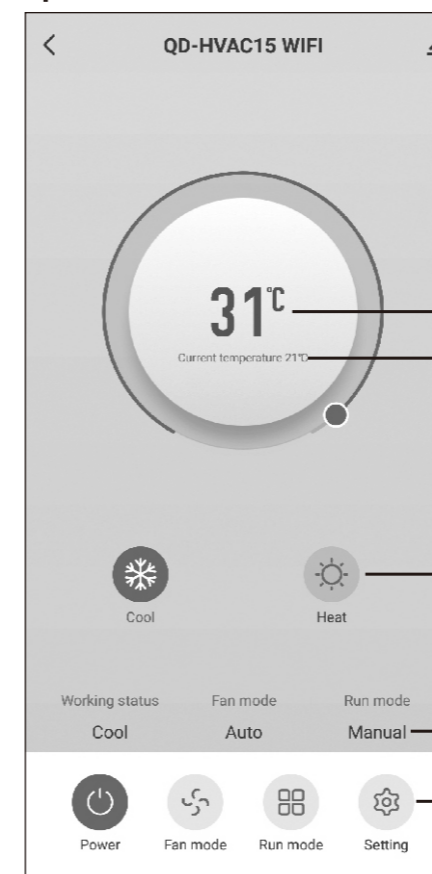 QD-HVAC15 WIFI
31℃
Current temperature 21℃
Cool Heat
Working status Fan mode Run mode
Cool Auto Manual
Power Fan mode Run mode Setting